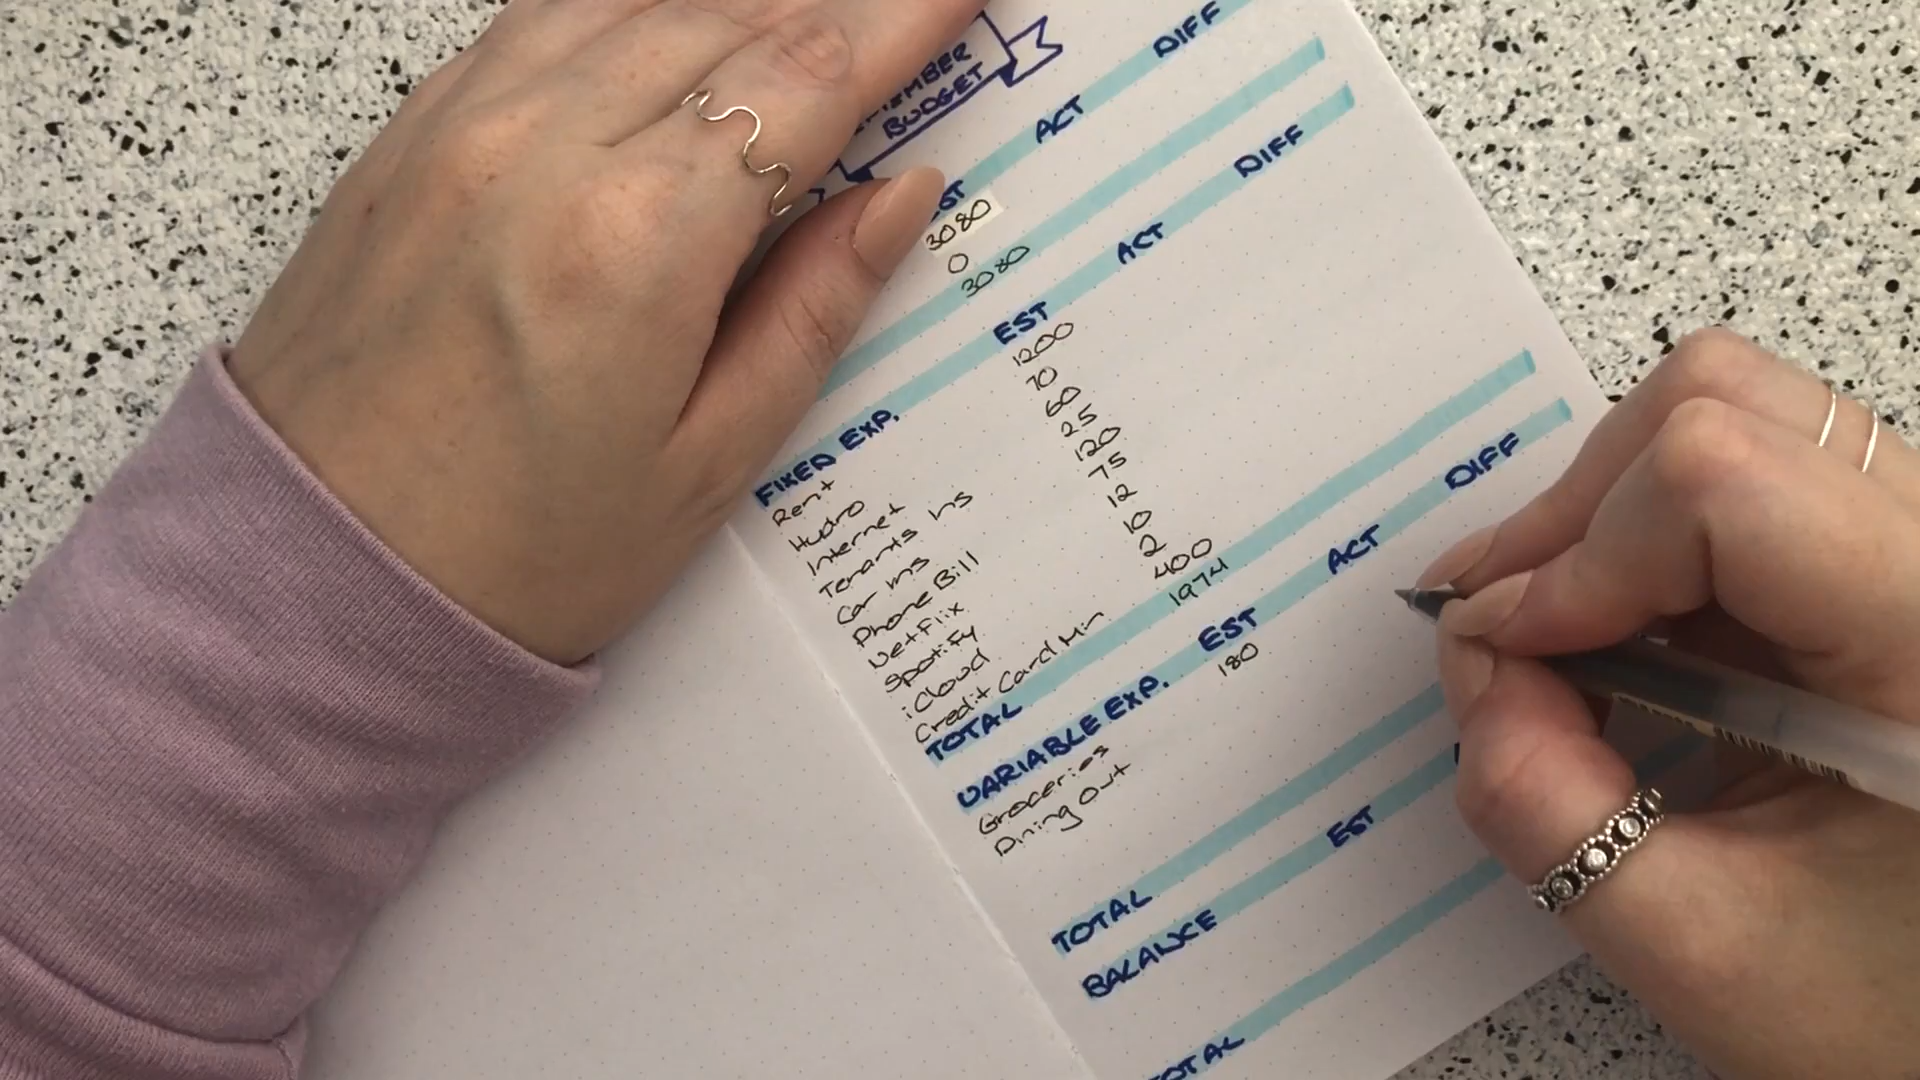 BUDGET
ACT DIFF
3080
0
3080
FIXED EXP. EST ACT DIFF
Rent 1200
Hydro 70
Internet 60
Tenants Ins 25
Car Ins 120
Phone Bill 75
Netflix 12
Spotify 10
iCloud 2
Credit Card Min 400
TOTAL 1974
VARIABLE EXP. EST ACT DIFF
Groceries 180
Dining Out
TOTAL
BALANCE EST
TOTAL